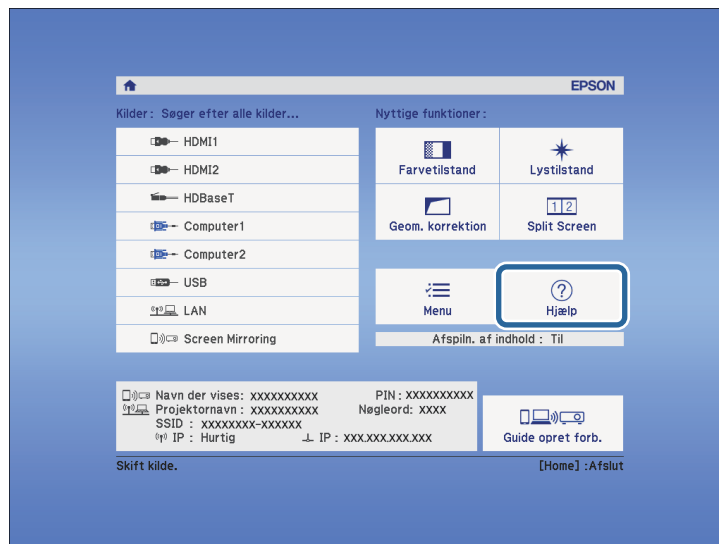 EPSON
Kilder : Søger efter alle kilder...
HDMI1
HDMI2
HDBaseT
Computer1
Computer2
USB
LAN
Screen Mirroring
Nyttige funktioner :
Farvetilstand
Lystilstand
Geom. korrektion
1 2
Split Screen
Menu
?
Hjælp
Afspiln. af indhold : Til
Navn der vises: xxxxxxxxxx PIN : xxxxxxxxxx
Projektornavn : xxxxxxxxxx Nøgleord: xxxx
SSID : xxxxxxxx-xxxxxx
IP : Hurtig IP : xxx.xxx.xxx.xxx
Guide opret forb.
Skift kilde. [Home] :Afslut